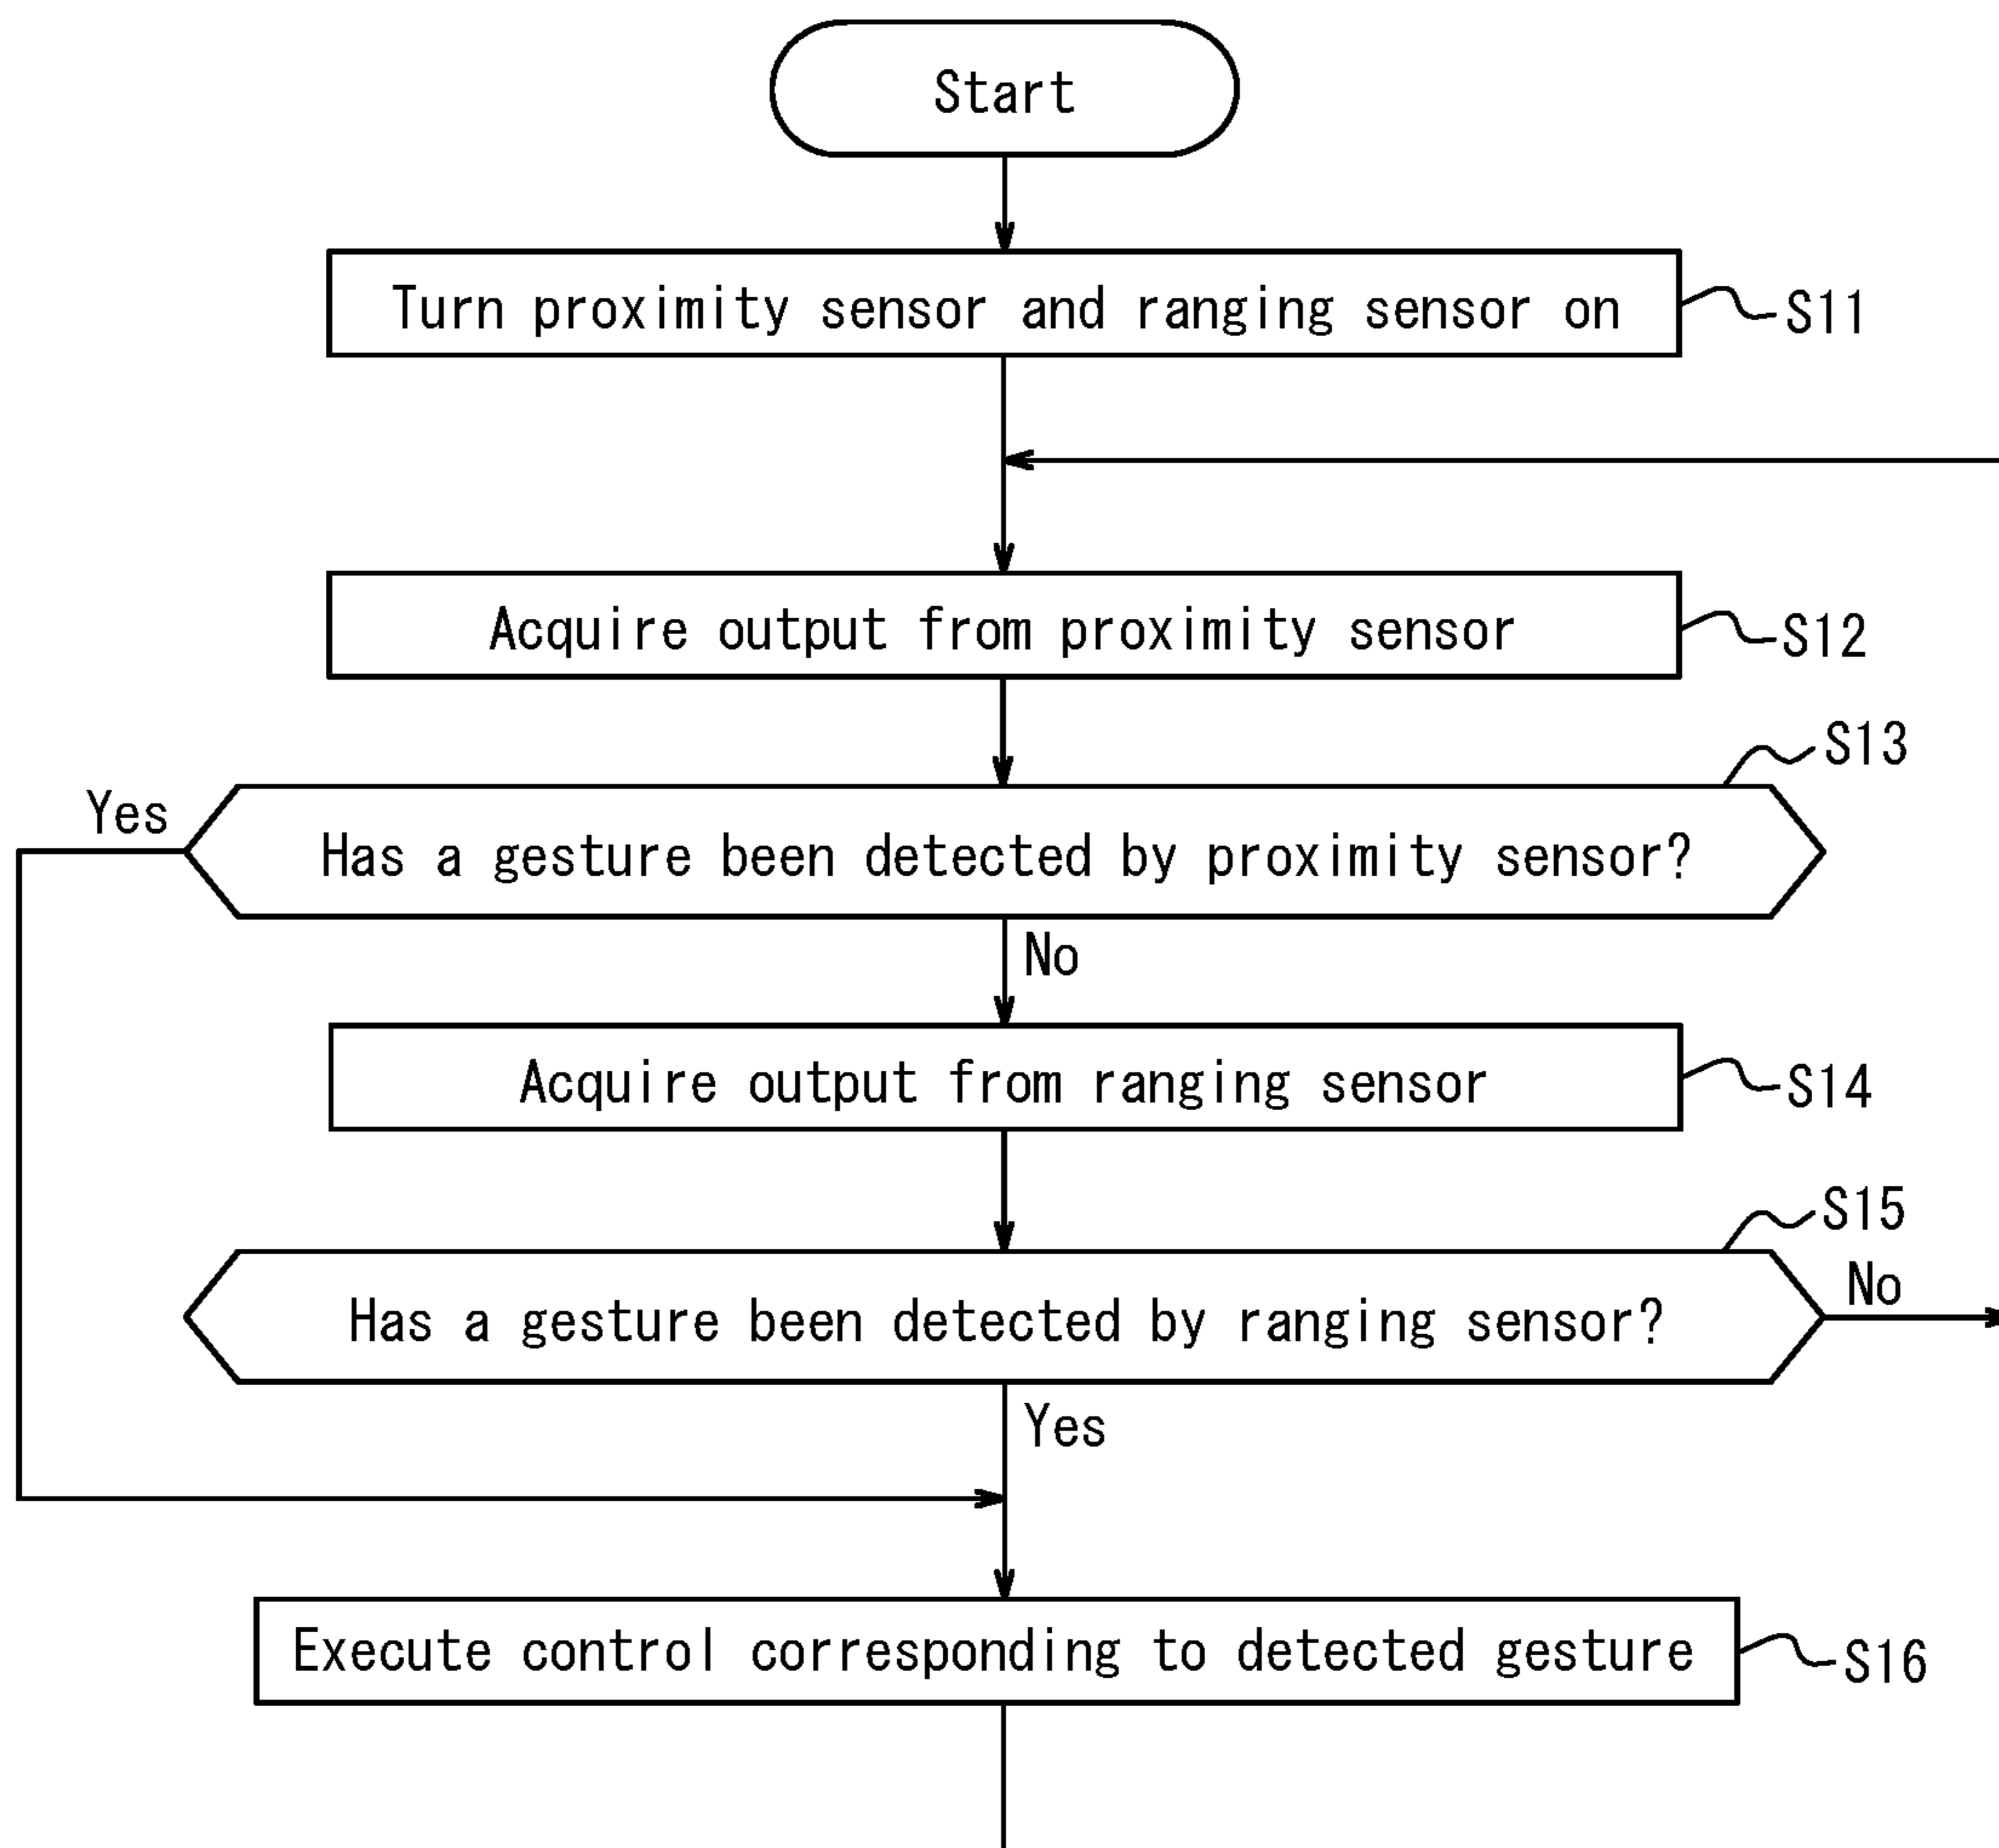 Start
Turn proximity sensor and ranging sensor on
S11
Acquire output from proximity sensor
S12
S13
Yes
Has a gesture been detected by proximity sensor?
No
Acquire output from ranging sensor
S14
S15
Has a gesture been detected by ranging sensor?
No
Yes
Execute control corresponding to detected gesture
S16